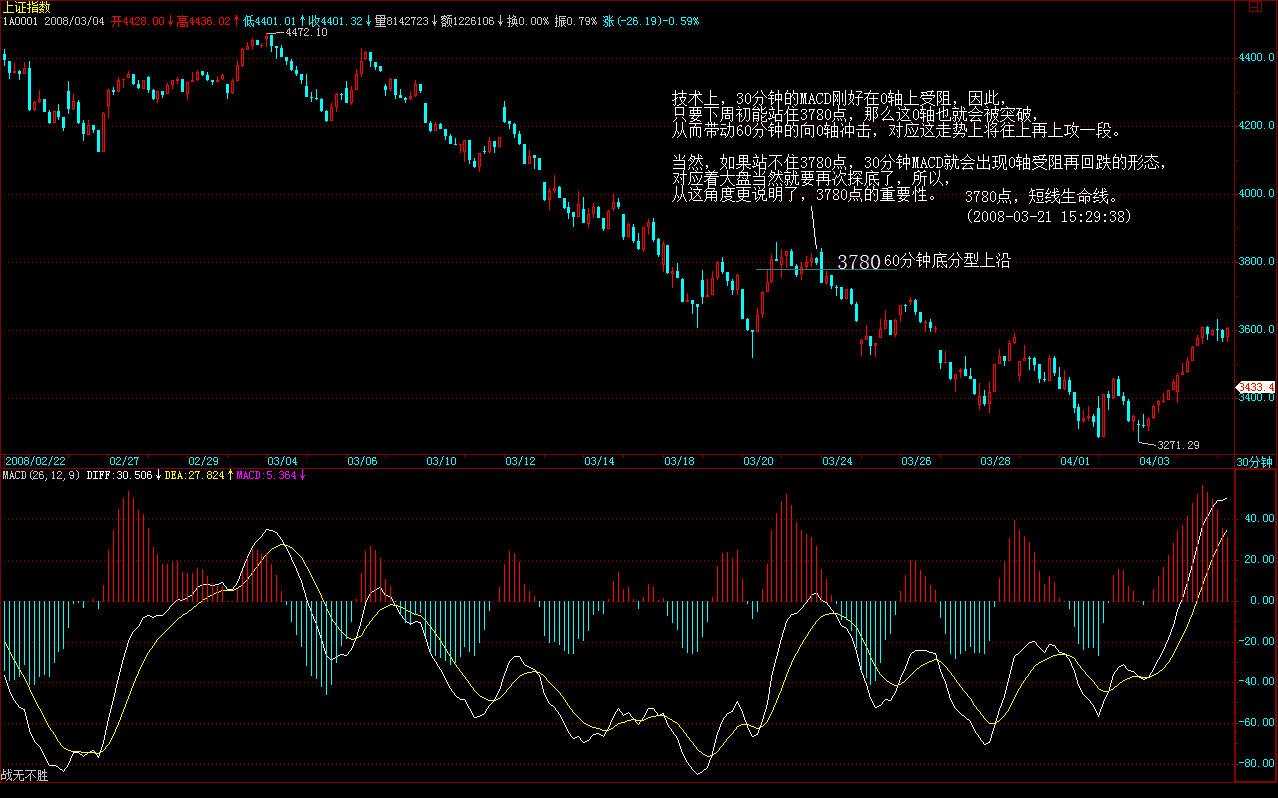 上证指数
1A0001 2008/03/04 开4428.00↓高4436.02↑低4401.01↑收4401.32↓量8142723↓额1226106↓换0.00% 振0.79% 涨(-26.19)-0.59%
4472.10
4400.0
技术上，30分钟的MACD刚好在0轴上受阻，因此，
只要下周初能站住3780点，那么这0轴也就会被突破，
从而带动60分钟的向0轴冲击，对应这走势上将往上再上攻一段。
4200.0
当然，如果站不住3780点，30分钟MACD就会出现0轴受阻再回跌的形态，
对应着大盘当然就要再次探底了，所以，
从这角度更说明了，3780点的重要性。
3780点，短线生命线。
(2008-03-21 15:29:38)
4000.0
3780 60分钟底分型上沿
3800.0
3600.0
3433.4
3400.0
3271.29
2008/02/22 02/27 02/29 03/04 03/06 03/10 03/12 03/14 03/18 03/20 03/24 03/26 03/28 04/01 04/03 30分钟
MACD(26,12,9) DIFF:30.506↓DEA:27.824↑MACD:5.364↓
40.00
20.00
0.00
-20.00
-40.00
-60.00
-80.00
战无不胜